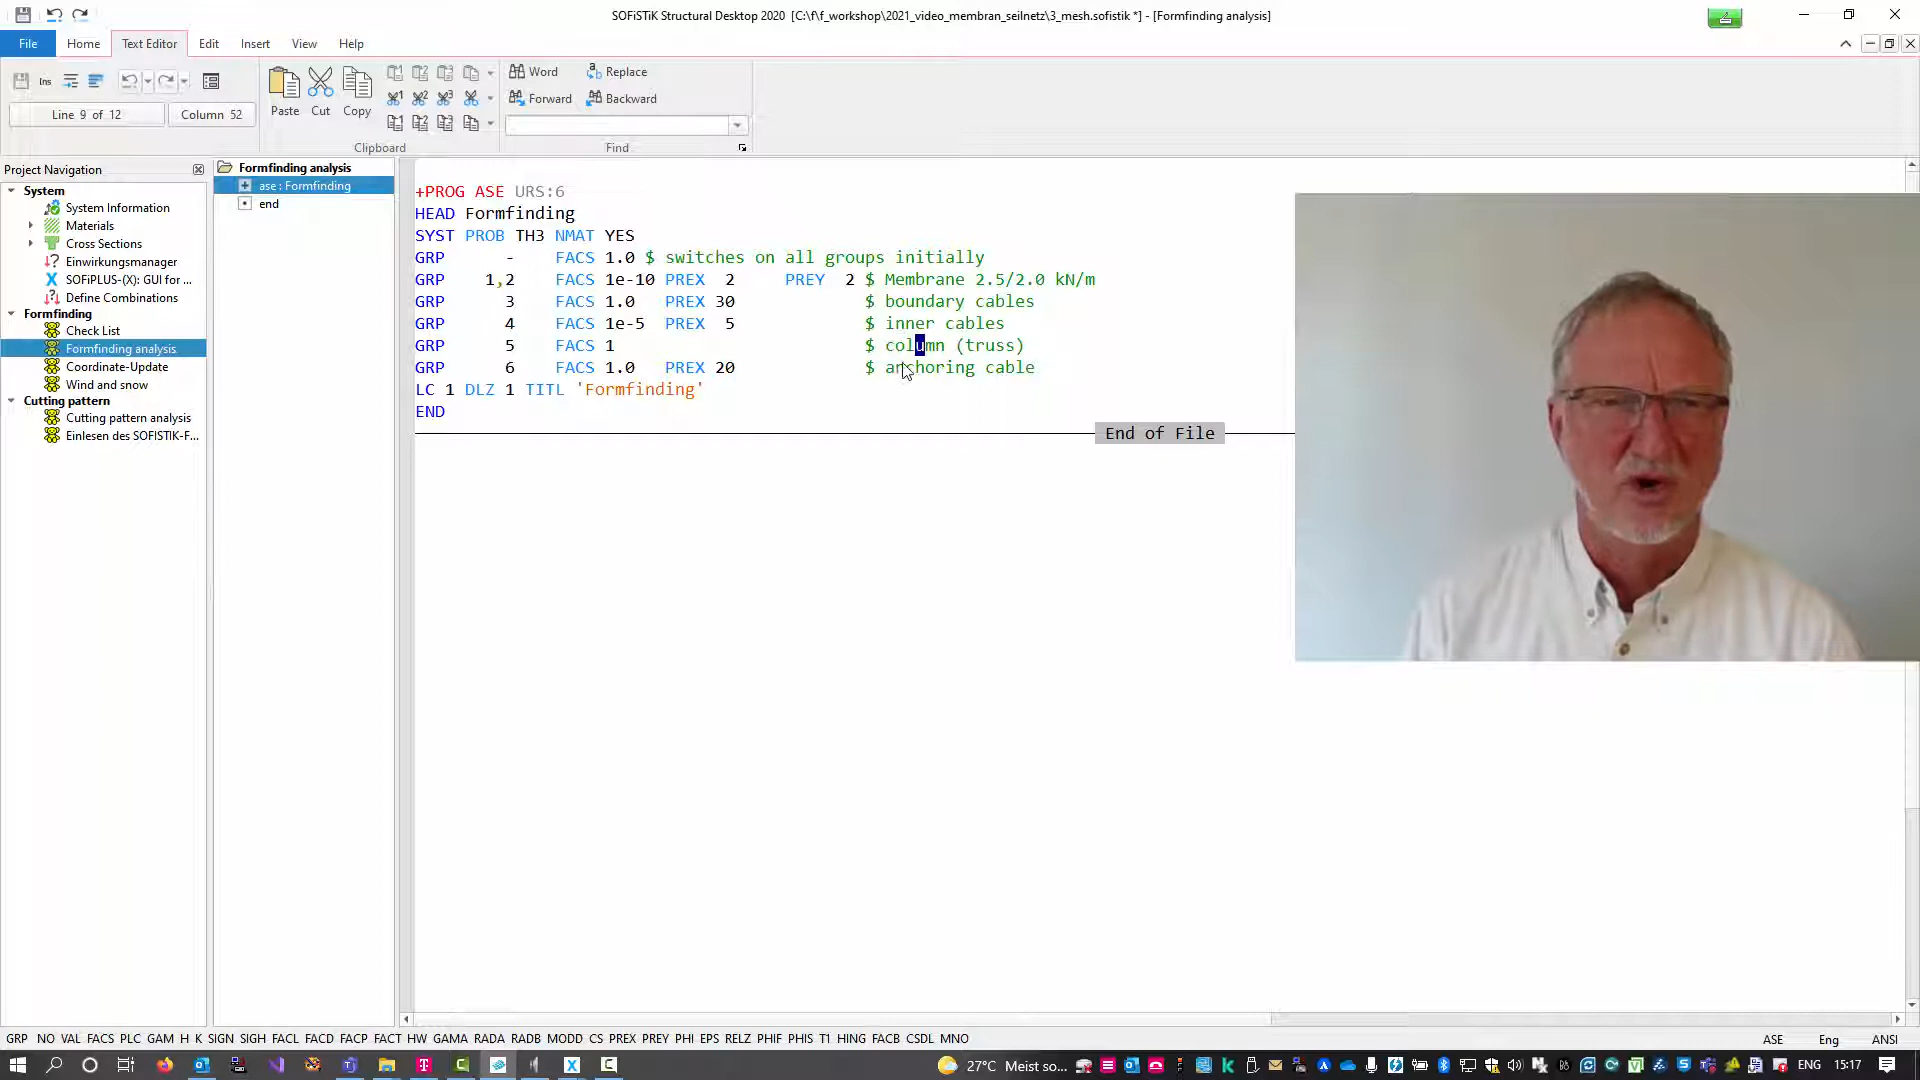 SOFiSTiK Structural Desktop 2020 [C:\f\f_workshop\2021_video_membran_seilnetz\3_mesh.sofistik *] - [Formfinding analysis]
File Home Text Editor Edit Insert View Help
Ins
Line 9 of 12 Column 52
Paste Cut Copy
Clipboard
Word Replace
Forward Backward
Find
Project Navigation
System
System Information
Materials
Cross Sections
Einwirkungsmanager
SOFiPLUS-(X): GUI for ...
Define Combinations
Formfinding
Check List
Formfinding analysis
Coordinate-Update
Wind and snow
Cutting pattern
Cutting pattern analysis
Einlesen des SOFISTIK-F...
Formfinding analysis
ase : Formfinding
end
+PROG ASE URS:6
HEAD Formfinding
SYST PROB TH3 NMAT YES
GRP - FACS 1.0 $ switches on all groups initially
GRP 1,2 FACS 1e-10 PREX 2 PREY 2 $ Membrane 2.5/2.0 kN/m
GRP 3 FACS 1.0 PREX 30 $ boundary cables
GRP 4 FACS 1e-5 PREX 5 $ inner cables
GRP 5 FACS 1 $ column (truss)
GRP 6 FACS 1.0 PREX 20 $ anchoring cable
LC 1 DLZ 1 TITL 'Formfinding'
END
End of File
GRP NO VAL FACS PLC GAM H K SIGN SIGH FACL FACD FACP FACT HW GAMA RADA RADB MODD CS PREX PREY PHI EPS RELZ PHIF PHIS T1 HING FACB CSDL MNO
ASE Eng ANSI
27°C Meist so... ENG 15:17